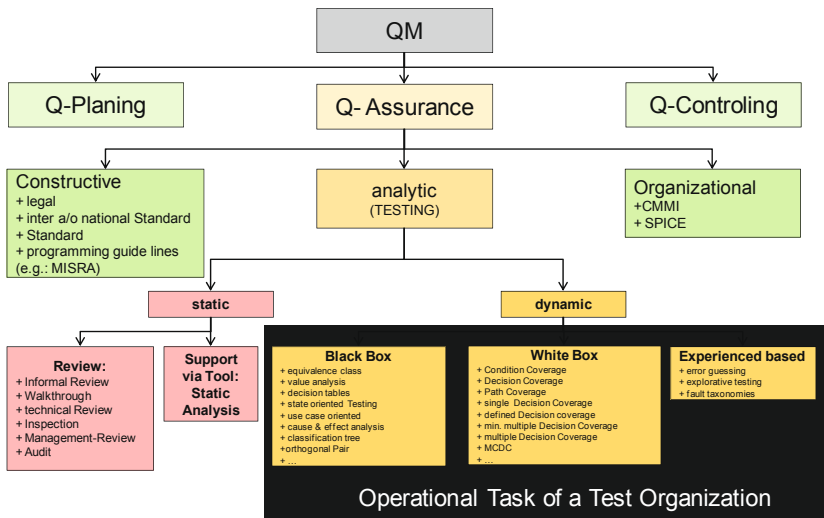 QM
Q-Planing
Q- Assurance
Q-Controling
Constructive
+ legal
+ inter a/o national Standard
+ Standard
+ programming guide lines
(e.g.: MISRA)
analytic
(TESTING)
Organizational
+CMMI
+ SPICE
static
dynamic
Review:
+ Informal Review
+ Walkthrough
+ technical Review
+ Inspection
+ Management-Review
+ Audit
Support
via Tool:
Static
Analysis
Black Box
+ equivalence class
+ value analysis
+ decision tables
+ state oriented Testing
+ use case oriented
+ cause & effect analysis
+ classification tree
+orthogonal Pair
+ ...
White Box
+ Condition Coverage
+ Decision Coverage
+ Path Coverage
+ single Decision Coverage
+ defined Decision coverage
+ min. multiple Decision Coverage
+ multiple Decision Coverage
+ MCDC
+ ...
Experienced based
+ error guessing
+ explorative testing
+ fault taxonomies
Operational Task of a Test Organization